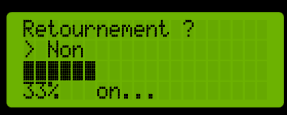 Retournement ?
> Non
33% on...